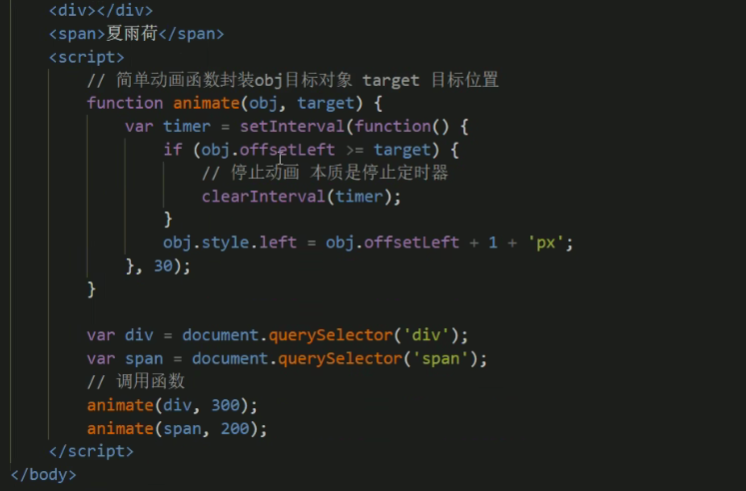 <div></div>
<span>夏雨荷</span>
<script>
// 简单动画函数封装obj目标对象 target 目标位置
function animate(obj, target) {
var timer = setInterval(function() {
if (obj.offsetLeft >= target) {
// 停止动画 本质是停止定时器
clearInterval(timer);
}
obj.style.left = obj.offsetLeft + 1 + 'px';
}, 30);
}
var div = document.querySelector('div');
var span = document.querySelector('span');
// 调用函数
animate(div, 300);
animate(span, 200);
</script>
</body>